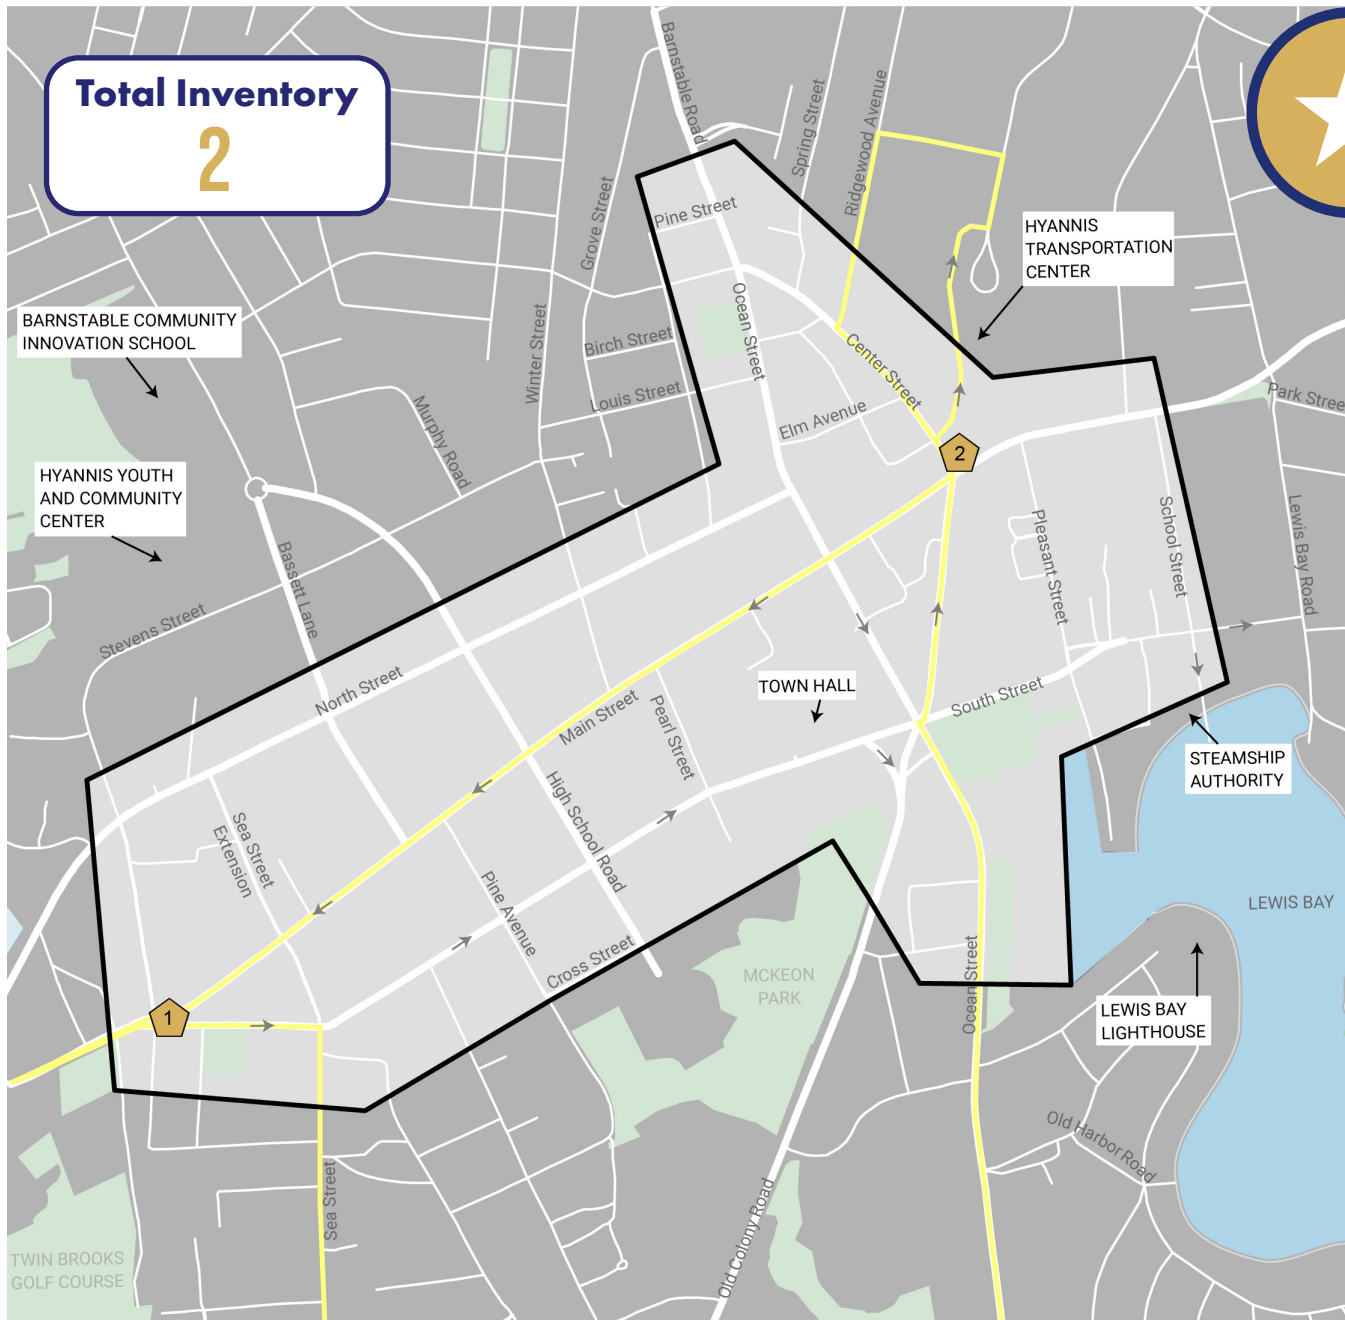 Total Inventory
2
Barnstable Road
Spring Street
Ridgewood Avenue
Grove Street
Pine Street
HYANNIS
TRANSPORTATION
CENTER
BARNSTABLE COMMUNITY
INNOVATION SCHOOL
Winter Street
Birch Street
Ocean Street
Center Street
Louis Street
Murphy Road
Elm Avenue
Park Stree
2
HYANNIS YOUTH
AND COMMUNITY
CENTER
Bassett Lane
Pleasant Street
School Street
Lewis Bay Road
Stevens Street
North Street
Main Street
Pearl Street
TOWN HALL
South Street
STEAMSHIP
AUTHORITY
High School Road
Sea Street
Extension
Pine Avenue
Cross Street
LEWIS BAY
MCKEON
PARK
Ocean Street
LEWIS BAY
LIGHTHOUSE
1
Old Harbor Road
Sea Street
Old Colony Road
TWIN BROOKS
GOLF COURSE